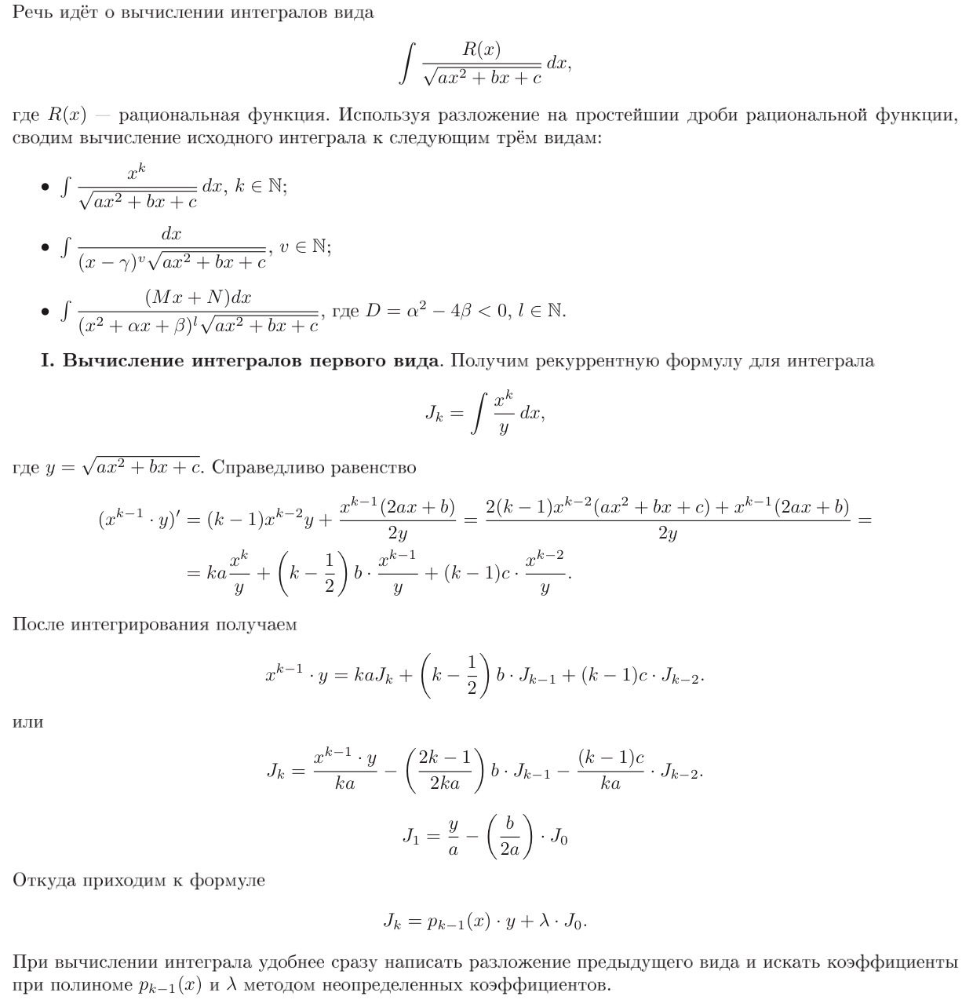 Речь идёт о вычислении интегралов вида
$$\int \frac{R(x)}{\sqrt{ax^2 + bx + c}}\, dx,$$
где $R(x)$ — рациональная функция. Используя разложение на простейшии дроби рациональной функции,
сводим вычисление исходного интеграла к следующим трём видам:
• $\int \frac{x^k}{\sqrt{ax^2 + bx + c}}\, dx$, $k \in \mathbb{N}$;
• $\int \frac{dx}{(x - \gamma)^v \sqrt{ax^2 + bx + c}}$, $v \in \mathbb{N}$;
• $\int \frac{(Mx + N)dx}{(x^2 + \alpha x + \beta)^l \sqrt{ax^2 + bx + c}}$, где $D = \alpha^2 - 4\beta < 0$, $l \in \mathbb{N}$.
I. Вычисление интегралов первого вида. Получим рекуррентную формулу для интеграла
$$J_k = \int \frac{x^k}{y}\, dx,$$
где $y = \sqrt{ax^2 + bx + c}$. Справедливо равенство
$$(x^{k-1} \cdot y)' = (k - 1)x^{k-2}y + \frac{x^{k-1}(2ax + b)}{2y} = \frac{2(k - 1)x^{k-2}(ax^2 + bx + c) + x^{k-1}(2ax + b)}{2y} =$$
$$= ka\frac{x^k}{y} + \left(k - \frac{1}{2}\right) b \cdot \frac{x^{k-1}}{y} + (k - 1)c \cdot \frac{x^{k-2}}{y}.$$
После интегрирования получаем
$$x^{k-1} \cdot y = kaJ_k + \left(k - \frac{1}{2}\right) b \cdot J_{k-1} + (k - 1)c \cdot J_{k-2}.$$
или
$$J_k = \frac{x^{k-1} \cdot y}{ka} - \left(\frac{2k - 1}{2ka}\right) b \cdot J_{k-1} - \frac{(k - 1)c}{ka} \cdot J_{k-2}.$$
$$J_1 = \frac{y}{a} - \left(\frac{b}{2a}\right) \cdot J_0$$
Откуда приходим к формуле
$$J_k = p_{k-1}(x) \cdot y + \lambda \cdot J_0.$$
При вычислении интеграла удобнее сразу написать разложение предыдущего вида и искать коэффициенты
при полиноме $p_{k-1}(x)$ и $\lambda$ методом неопределенных коэффициентов.